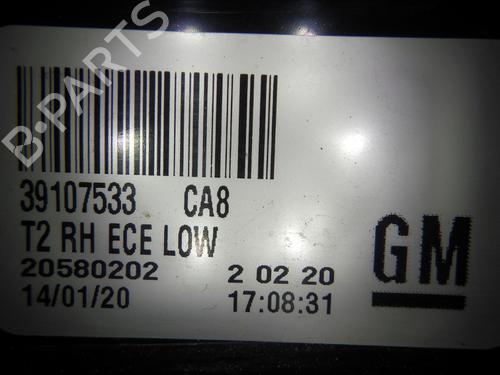 B-PARTS
39107533 CA8
T2 RH ECE LOW
20580202 2 02 20
14/01/20 17:08:31
GM